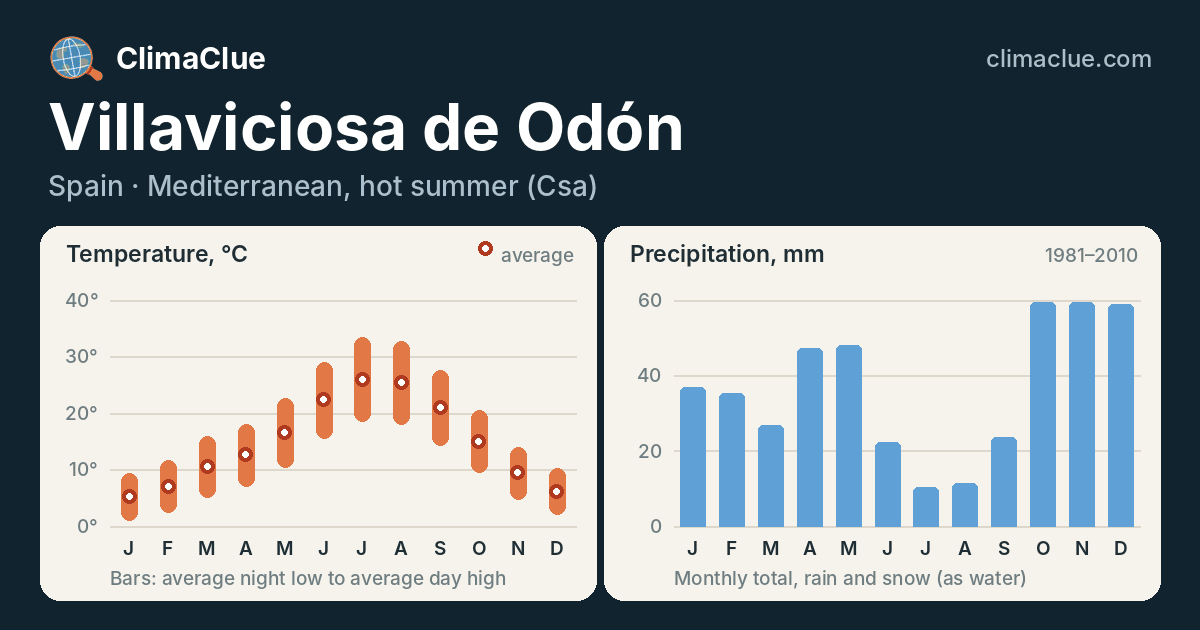 ClimaClue
climaclue.com
Villaviciosa de Odón
Spain · Mediterranean, hot summer (Csa)
Temperature, °C
average
40°
30°
20°
10°
0°
J F M A M J J A S O N D
Bars: average night low to average day high
Precipitation, mm
1981–2010
60
40
20
0
J F M A M J J A S O N D
Monthly total, rain and snow (as water)